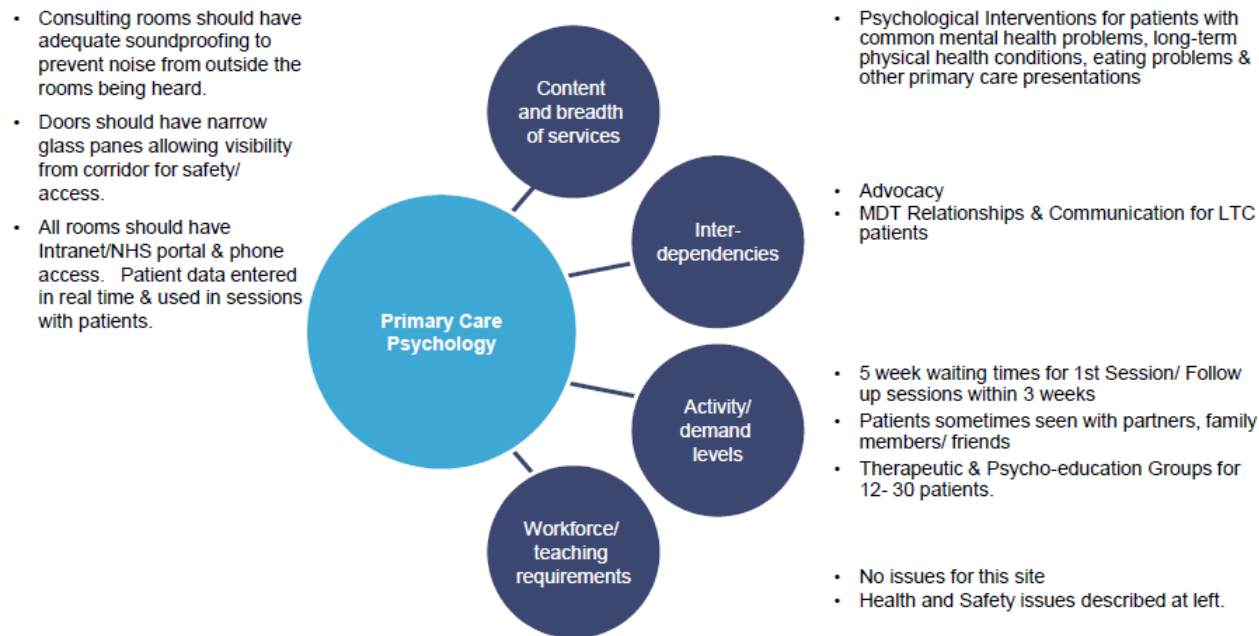 • Consulting rooms should have
adequate soundproofing to
prevent noise from outside the
rooms being heard.
• Doors should have narrow
glass panes allowing visibility
from corridor for safety/
access.
• All rooms should have
Intranet/NHS portal & phone
access.   Patient data entered
in real time & used in sessions
with patients.
Primary Care
Psychology
Content
and breadth
of services
• Psychological Interventions for patients with
common mental health problems, long-term
physical health conditions, eating problems &
other primary care presentations
Inter-
dependencies
• Advocacy
• MDT Relationships & Communication for LTC
patients
Activity/
demand
levels
• 5 week waiting times for 1st Session/ Follow
up sessions within 3 weeks
• Patients sometimes seen with partners, family
members/ friends
• Therapeutic & Psycho-education Groups for
12- 30 patients.
Workforce/
teaching
requirements
• No issues for this site
• Health and Safety issues described at left.